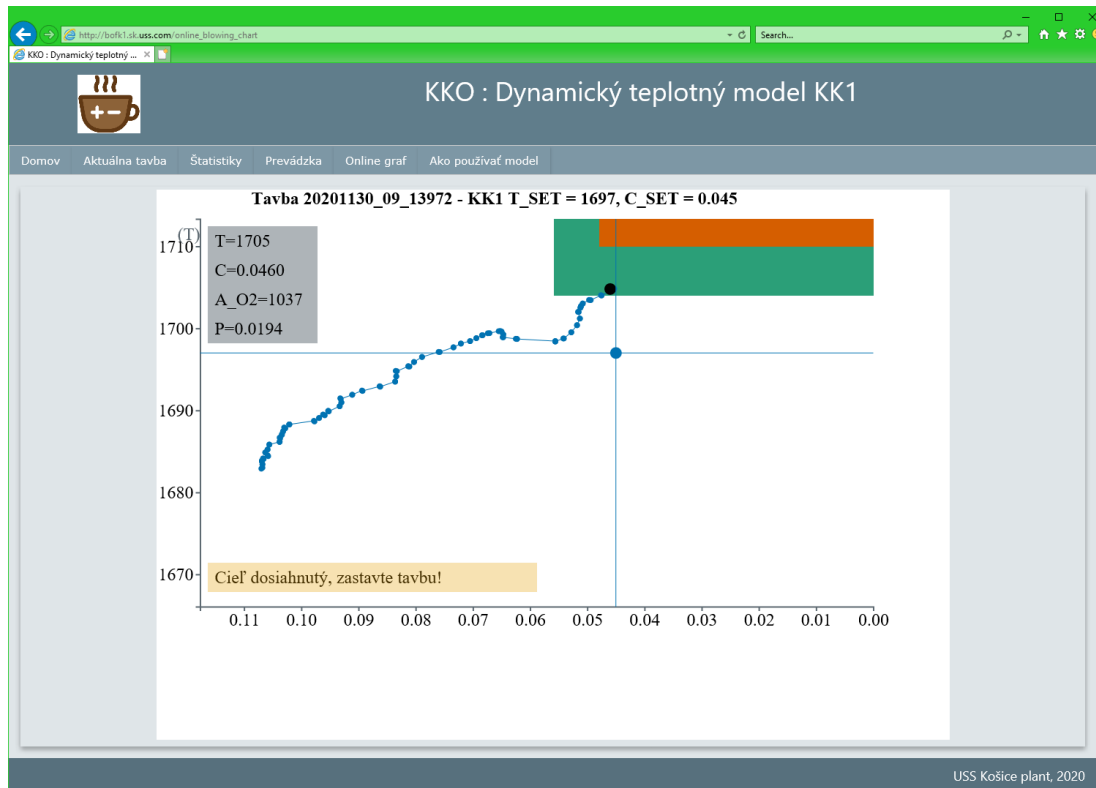 http://bofk1.sk.uss.com/online_blowing_chart
Search...
KKO : Dynamický teplotný ...
KKO : Dynamický teplotný model KK1
Domov
Aktuálna tavba
Štatistiky
Prevádzka
Online graf
Ako používať model
Tavba 20201130_09_13972 - KK1 T_SET = 1697, C_SET = 0.045
(T)
1710
1700
1690
1680
1670
T=1705
C=0.0460
A_O2=1037
P=0.0194
Cieľ dosiahnutý, zastavte tavbu!
0.11 0.10 0.09 0.08 0.07 0.06 0.05 0.04 0.03 0.02 0.01 0.00
USS Košice plant, 2020